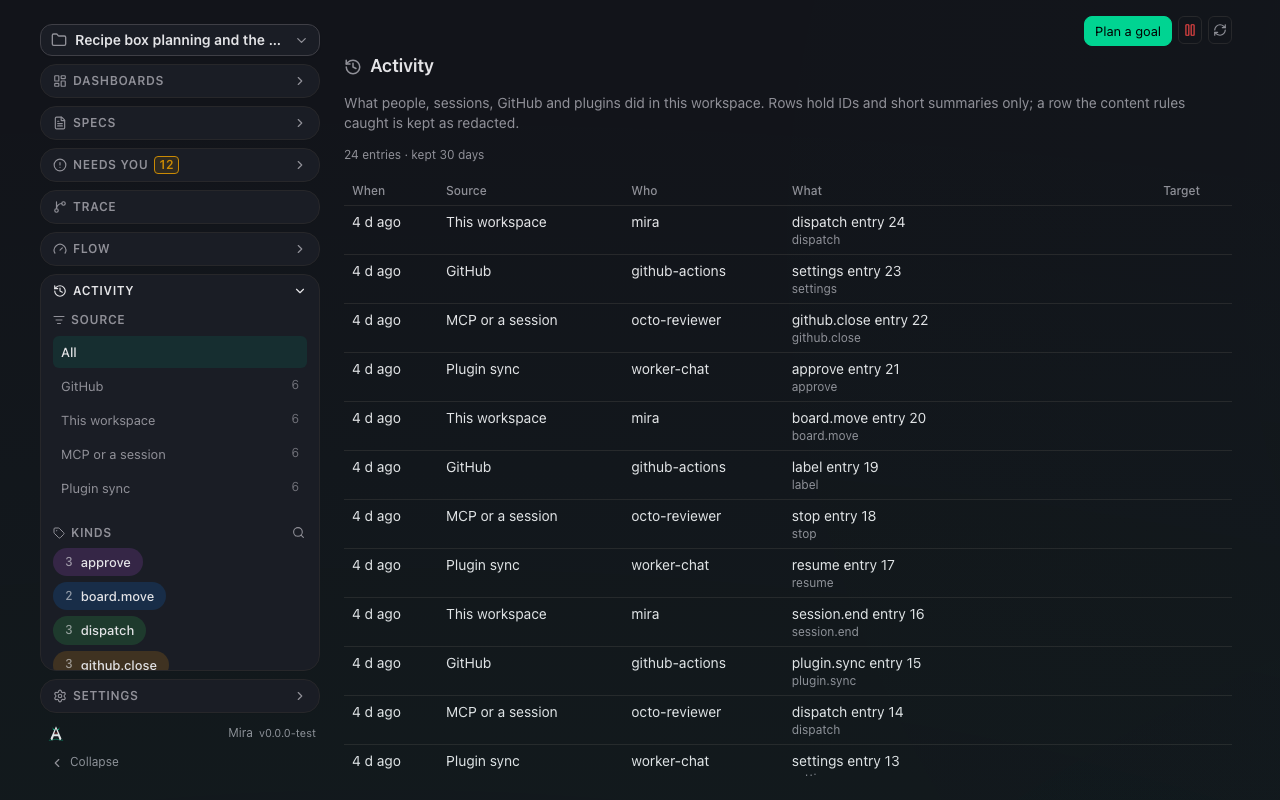 Recipe box planning and the ...
DASHBOARDS
SPECS
NEEDS YOU 12
TRACE
FLOW
ACTIVITY
SOURCE
All
GitHub 6
This workspace 6
MCP or a session 6
Plugin sync 6
KINDS
3 approve
2 board.move
3 dispatch
3 github.close
SETTINGS
A
Mira v0.0.0-test
Collapse
Plan a goal
Activity
What people, sessions, GitHub and plugins did in this workspace. Rows hold IDs and short summaries only; a row the content rules
caught is kept as redacted.
24 entries · kept 30 days
When Source Who What Target
4 d ago This workspace mira dispatch entry 24
dispatch
4 d ago GitHub github-actions settings entry 23
settings
4 d ago MCP or a session octo-reviewer github.close entry 22
github.close
4 d ago Plugin sync worker-chat approve entry 21
approve
4 d ago This workspace mira board.move entry 20
board.move
4 d ago GitHub github-actions label entry 19
label
4 d ago MCP or a session octo-reviewer stop entry 18
stop
4 d ago Plugin sync worker-chat resume entry 17
resume
4 d ago This workspace mira session.end entry 16
session.end
4 d ago GitHub github-actions plugin.sync entry 15
plugin.sync
4 d ago MCP or a session octo-reviewer dispatch entry 14
dispatch
4 d ago Plugin sync worker-chat settings entry 13